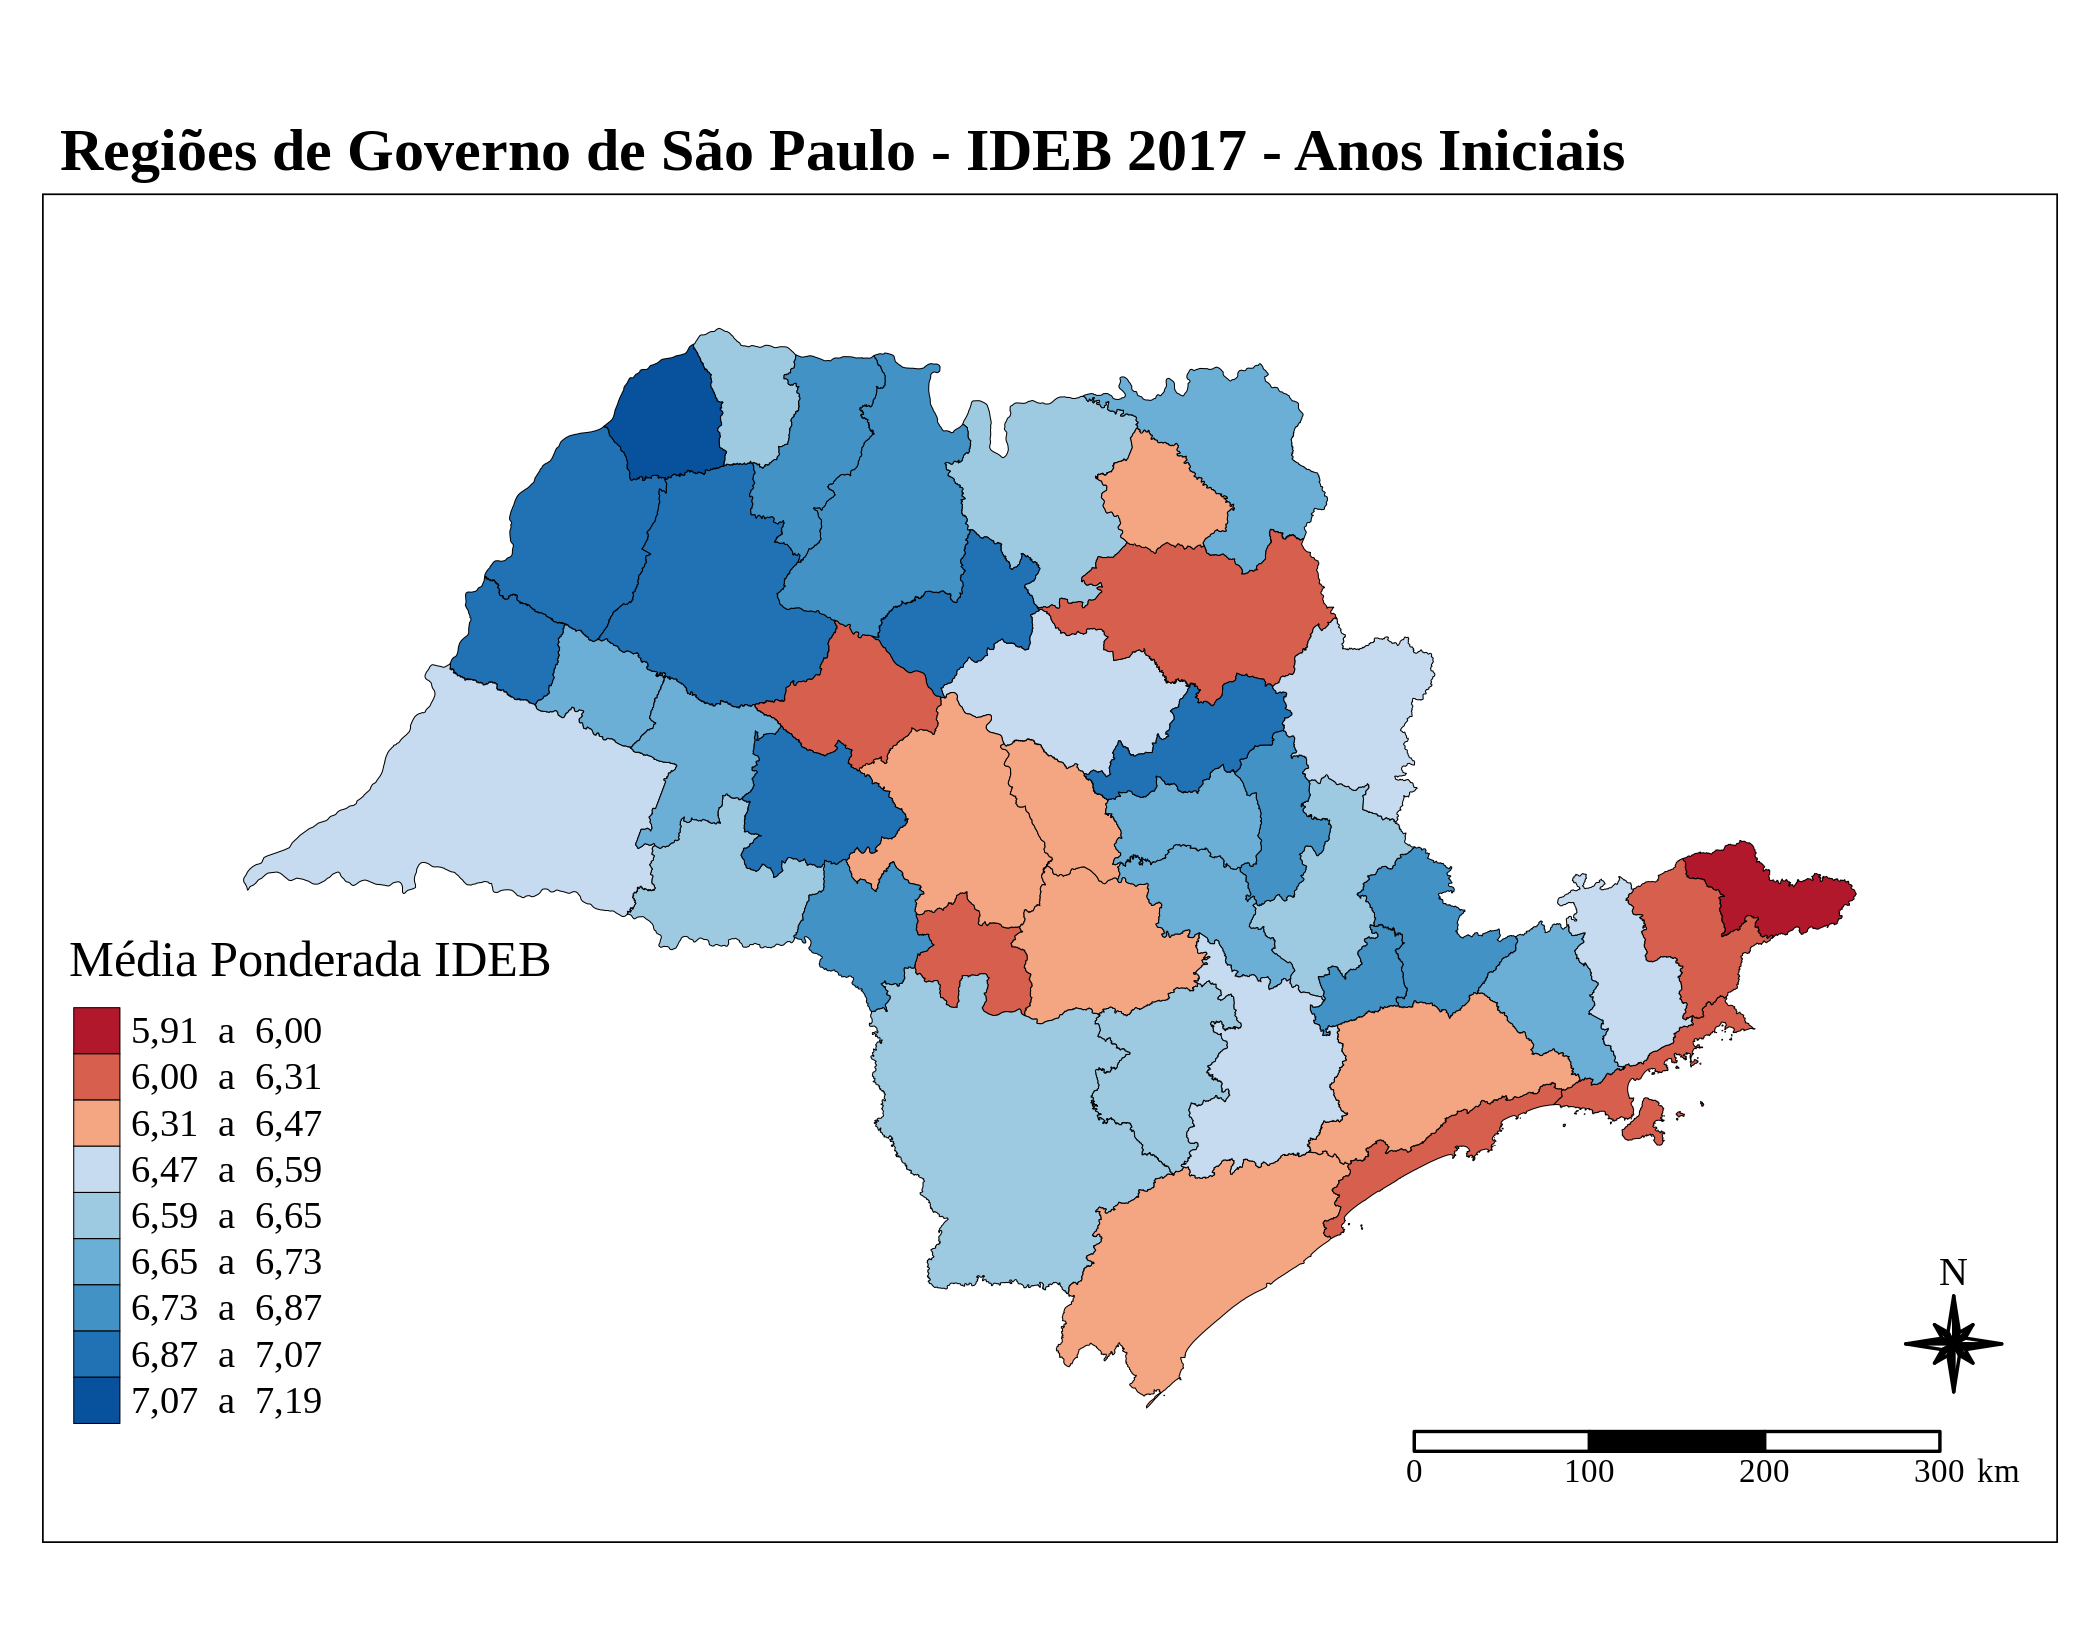 Regiões de Governo de São Paulo - IDEB 2017 - Anos Iniciais
Média Ponderada IDEB
5,91 a 6,00
6,00 a 6,31
6,31 a 6,47
6,47 a 6,59
6,59 a 6,65
6,65 a 6,73
6,73 a 6,87
6,87 a 7,07
7,07 a 7,19
N
0 100 200 300 km